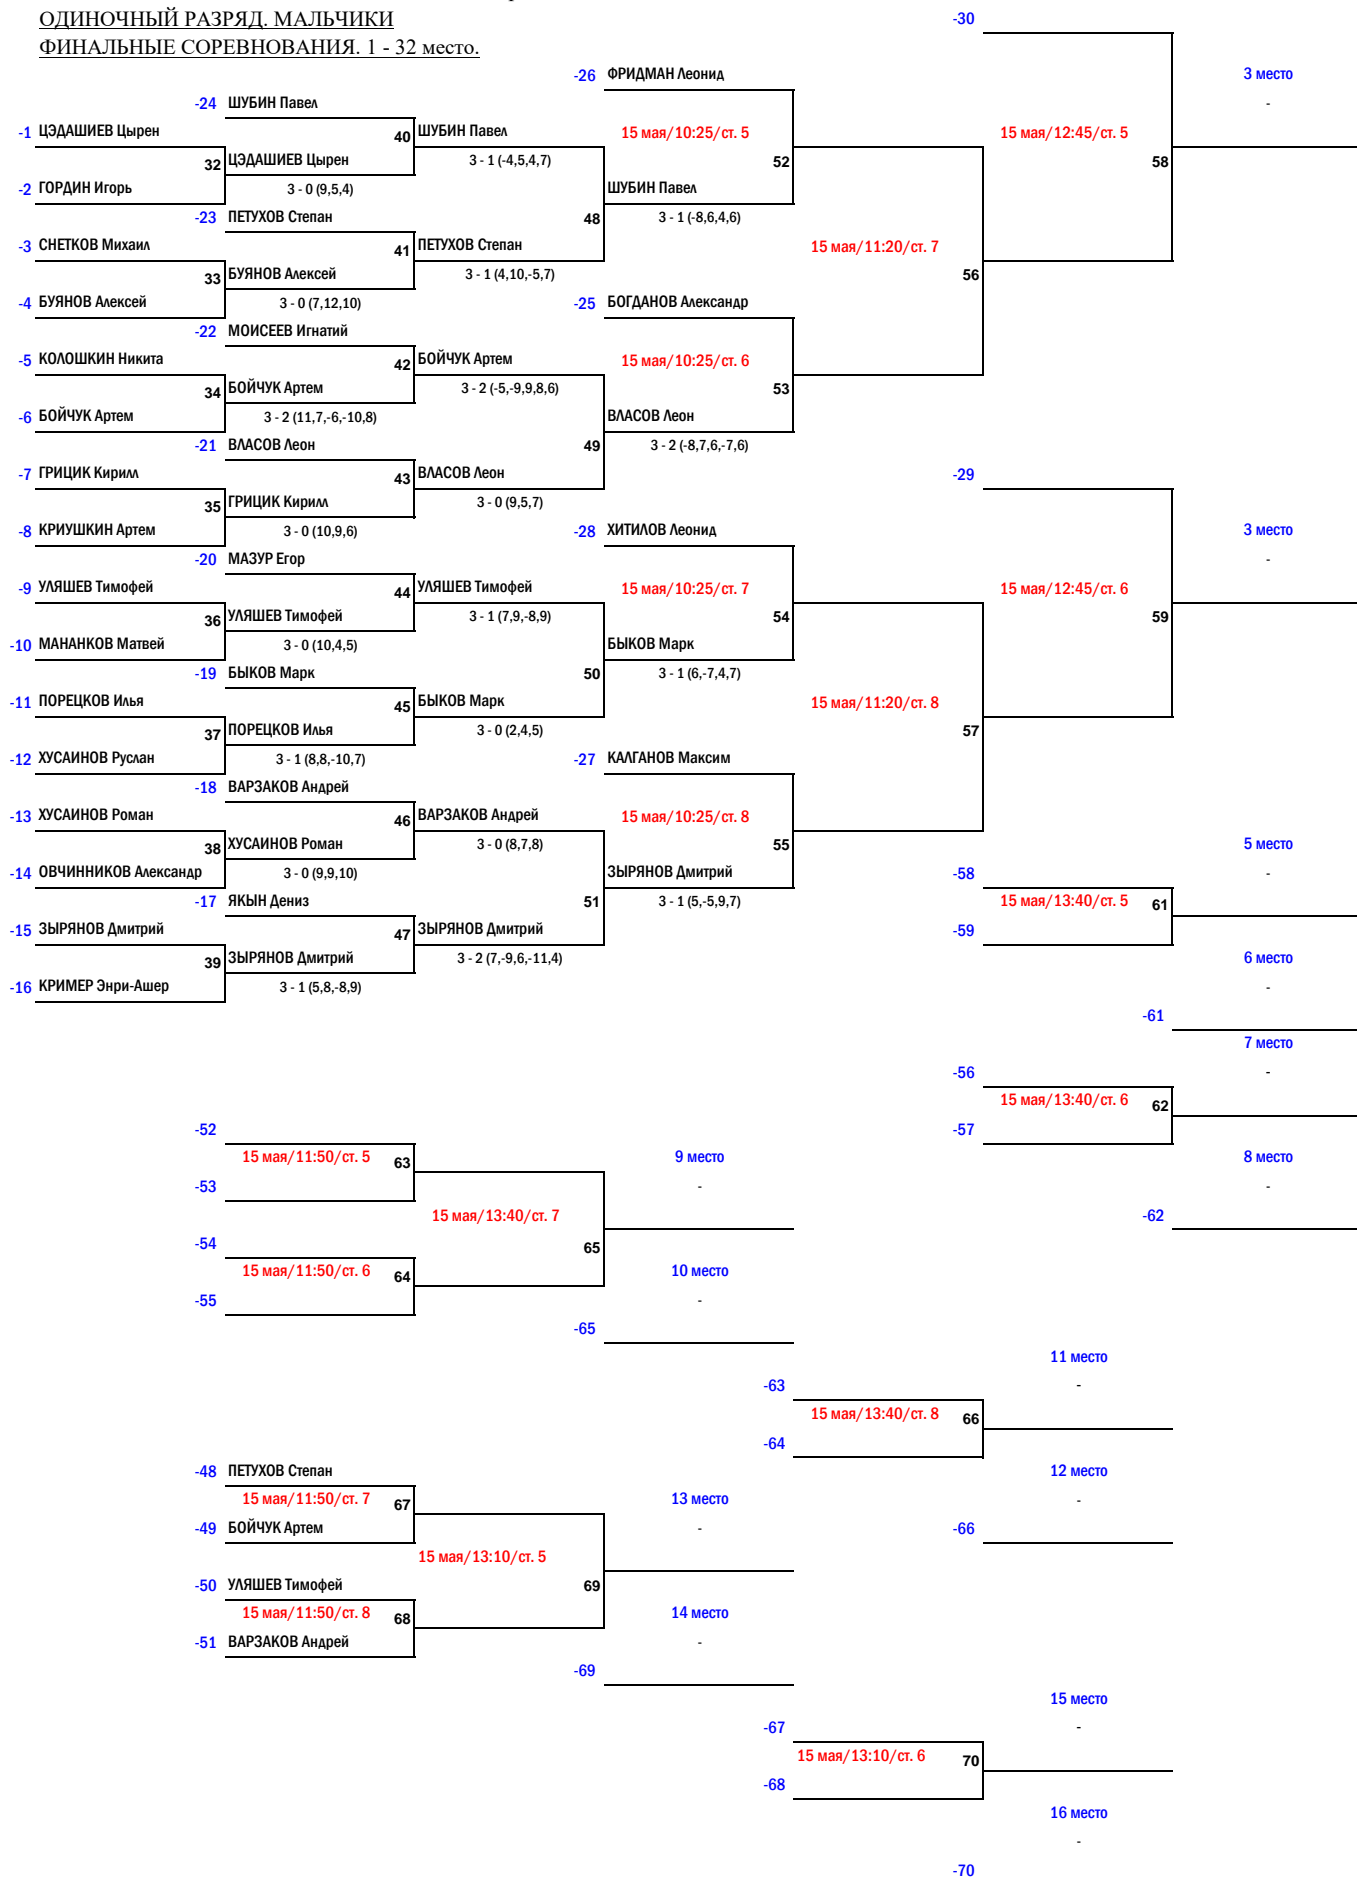 ОДИНОЧНЫЙ РАЗРЯД. МАЛЬЧИКИ
-30
ФИНАЛЬНЫЕ СОРЕВНОВАНИЯ. 1 - 32 место.
-26 ФРИДМАН Леонид
3 место
-24 ШУБИН Павел
-
-1 ЦЭДАШИЕВ Цырен
40 ШУБИН Павел
15 мая/10:25/ст. 5
15 мая/12:45/ст. 5
32 ЦЭДАШИЕВ Цырен
3 - 1 (-4,5,4,7)
52
58
-2 ГОРДИН Игорь
3 - 0 (9,5,4)
ШУБИН Павел
-23 ПЕТУХОВ Степан
48
3 - 1 (-8,6,4,6)
-3 СНЕТКОВ Михаил
41 ПЕТУХОВ Степан
15 мая/11:20/ст. 7
33 БУЯНОВ Алексей
3 - 1 (4,10,-5,7)
56
-4 БУЯНОВ Алексей
3 - 0 (7,12,10)
-25 БОГДАНОВ Александр
-22 МОИСЕЕВ Игнатий
-5 КОЛОШКИН Никита
42 БОЙЧУК Артем
15 мая/10:25/ст. 6
34 БОЙЧУК Артем
3 - 2 (-5,-9,9,8,6)
53
-6 БОЙЧУК Артем
3 - 2 (11,7,-6,-10,8)
ВЛАСОВ Леон
-21 ВЛАСОВ Леон
49
3 - 2 (-8,7,6,-7,6)
-7 ГРИЦИК Кирилл
43 ВЛАСОВ Леон
-29
35 ГРИЦИК Кирилл
3 - 0 (9,5,7)
-8 КРИУШКИН Артем
3 - 0 (10,9,6)
-28 ХИТИЛОВ Леонид
3 место
-20 МАЗУР Егор
-
-9 УЛЯШЕВ Тимофей
44 УЛЯШЕВ Тимофей
15 мая/10:25/ст. 7
15 мая/12:45/ст. 6
36 УЛЯШЕВ Тимофей
3 - 1 (7,9,-8,9)
54
59
-10 МАНАНКОВ Матвей
3 - 0 (10,4,5)
БЫКОВ Марк
-19 БЫКОВ Марк
50
3 - 1 (6,-7,4,7)
-11 ПОРЕЦКОВ Илья
45 БЫКОВ Марк
15 мая/11:20/ст. 8
37 ПОРЕЦКОВ Илья
3 - 0 (2,4,5)
57
-12 ХУСАИНОВ Руслан
3 - 1 (8,8,-10,7)
-27 КАЛГАНОВ Максим
-18 ВАРЗАКОВ Андрей
-13 ХУСАИНОВ Роман
46 ВАРЗАКОВ Андрей
15 мая/10:25/ст. 8
38 ХУСАИНОВ Роман
3 - 0 (8,7,8)
55
5 место
-14 ОВЧИННИКОВ Александр
3 - 0 (9,9,10)
ЗЫРЯНОВ Дмитрий
-58
-
-17 ЯКЫН Дениз
51
3 - 1 (5,-5,9,7)
15 мая/13:40/ст. 5 61
-15 ЗЫРЯНОВ Дмитрий
47 ЗЫРЯНОВ Дмитрий
-59
39 ЗЫРЯНОВ Дмитрий
3 - 2 (7,-9,6,-11,4)
6 место
-16 КРИМЕР Энри-Ашер
3 - 1 (5,8,-8,9)
-
-61
7 место
-56
-
15 мая/13:40/ст. 6 62
-52
-57
15 мая/11:50/ст. 5 63
9 место
8 место
-53
-
-
15 мая/13:40/ст. 7
-62
-54
65
15 мая/11:50/ст. 6 64
10 место
-55
-
-65
11 место
-63
-
15 мая/13:40/ст. 8 66
-64
-48 ПЕТУХОВ Степан
12 место
15 мая/11:50/ст. 7 67
13 место
-
-49 БОЙЧУК Артем
-
-66
15 мая/13:10/ст. 5
-50 УЛЯШЕВ Тимофей
69
15 мая/11:50/ст. 8 68
14 место
-51 ВАРЗАКОВ Андрей
-
-69
15 место
-67
-
15 мая/13:10/ст. 6 70
-68
16 место
-
-70